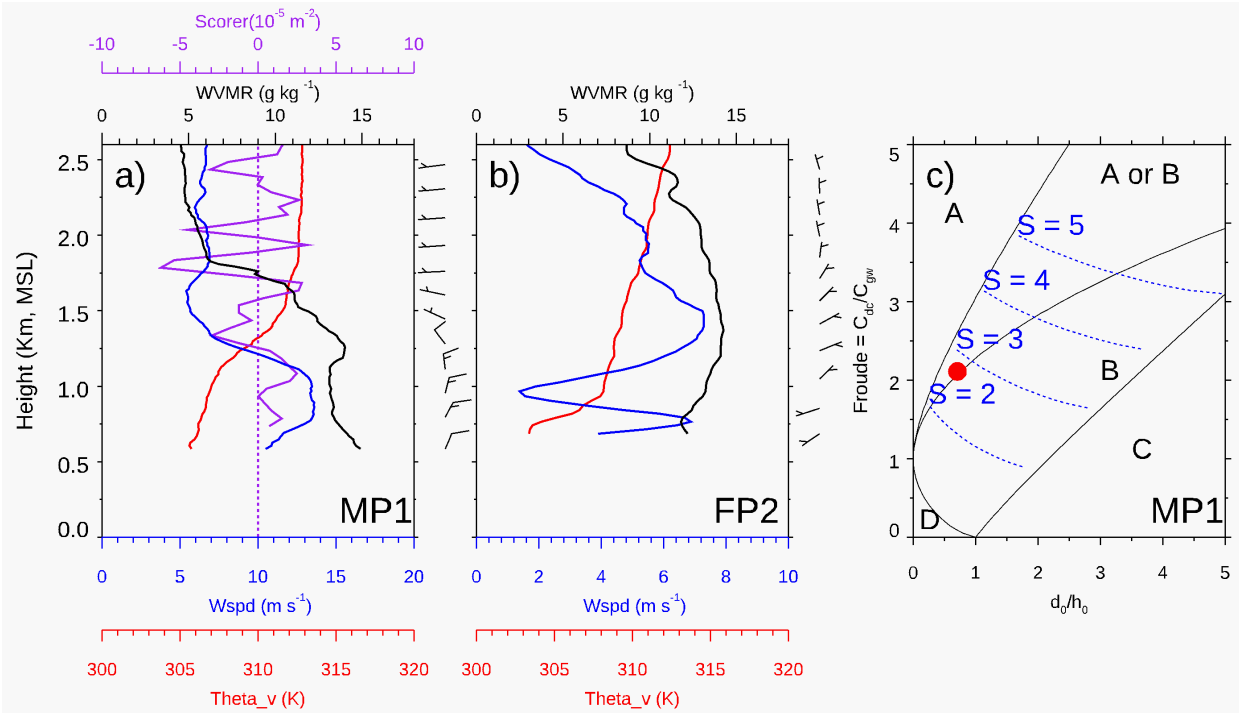 Scorer(10⁻⁵ m⁻²)
-10 -5 0 5 10
WVMR (g kg ⁻¹)
0 5 10 15
a)
2.5
2.0
1.5
1.0
0.5
0.0
Height (Km, MSL)
MP1
0 5 10 15 20
Wspd (m s⁻¹)
300 305 310 315 320
Theta_v (K)
WVMR (g kg ⁻¹)
0 5 10 15
b)
FP2
0 2 4 6 8 10
Wspd (m s⁻¹)
300 305 310 315 320
Theta_v (K)
c)
5
4
3
2
1
0
Froude = C_dc/C_gw
A or B
A
S = 5
S = 4
S = 3
B
S = 2
C
D
MP1
0 1 2 3 4 5
d₀/h₀